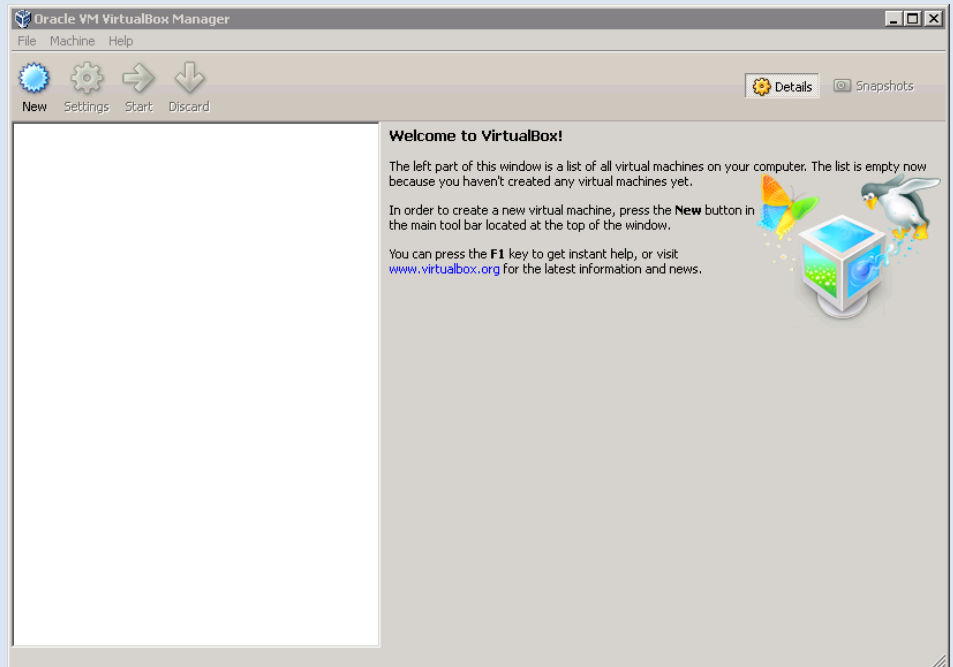 Oracle VM VirtualBox Manager
File Machine Help
New Settings Start Discard
Details Snapshots
Welcome to VirtualBox!
The left part of this window is a list of all virtual machines on your computer. The list is empty now
because you haven't created any virtual machines yet.
In order to create a new virtual machine, press the New button in
the main tool bar located at the top of the window.
You can press the F1 key to get instant help, or visit
www.virtualbox.org for the latest information and news.